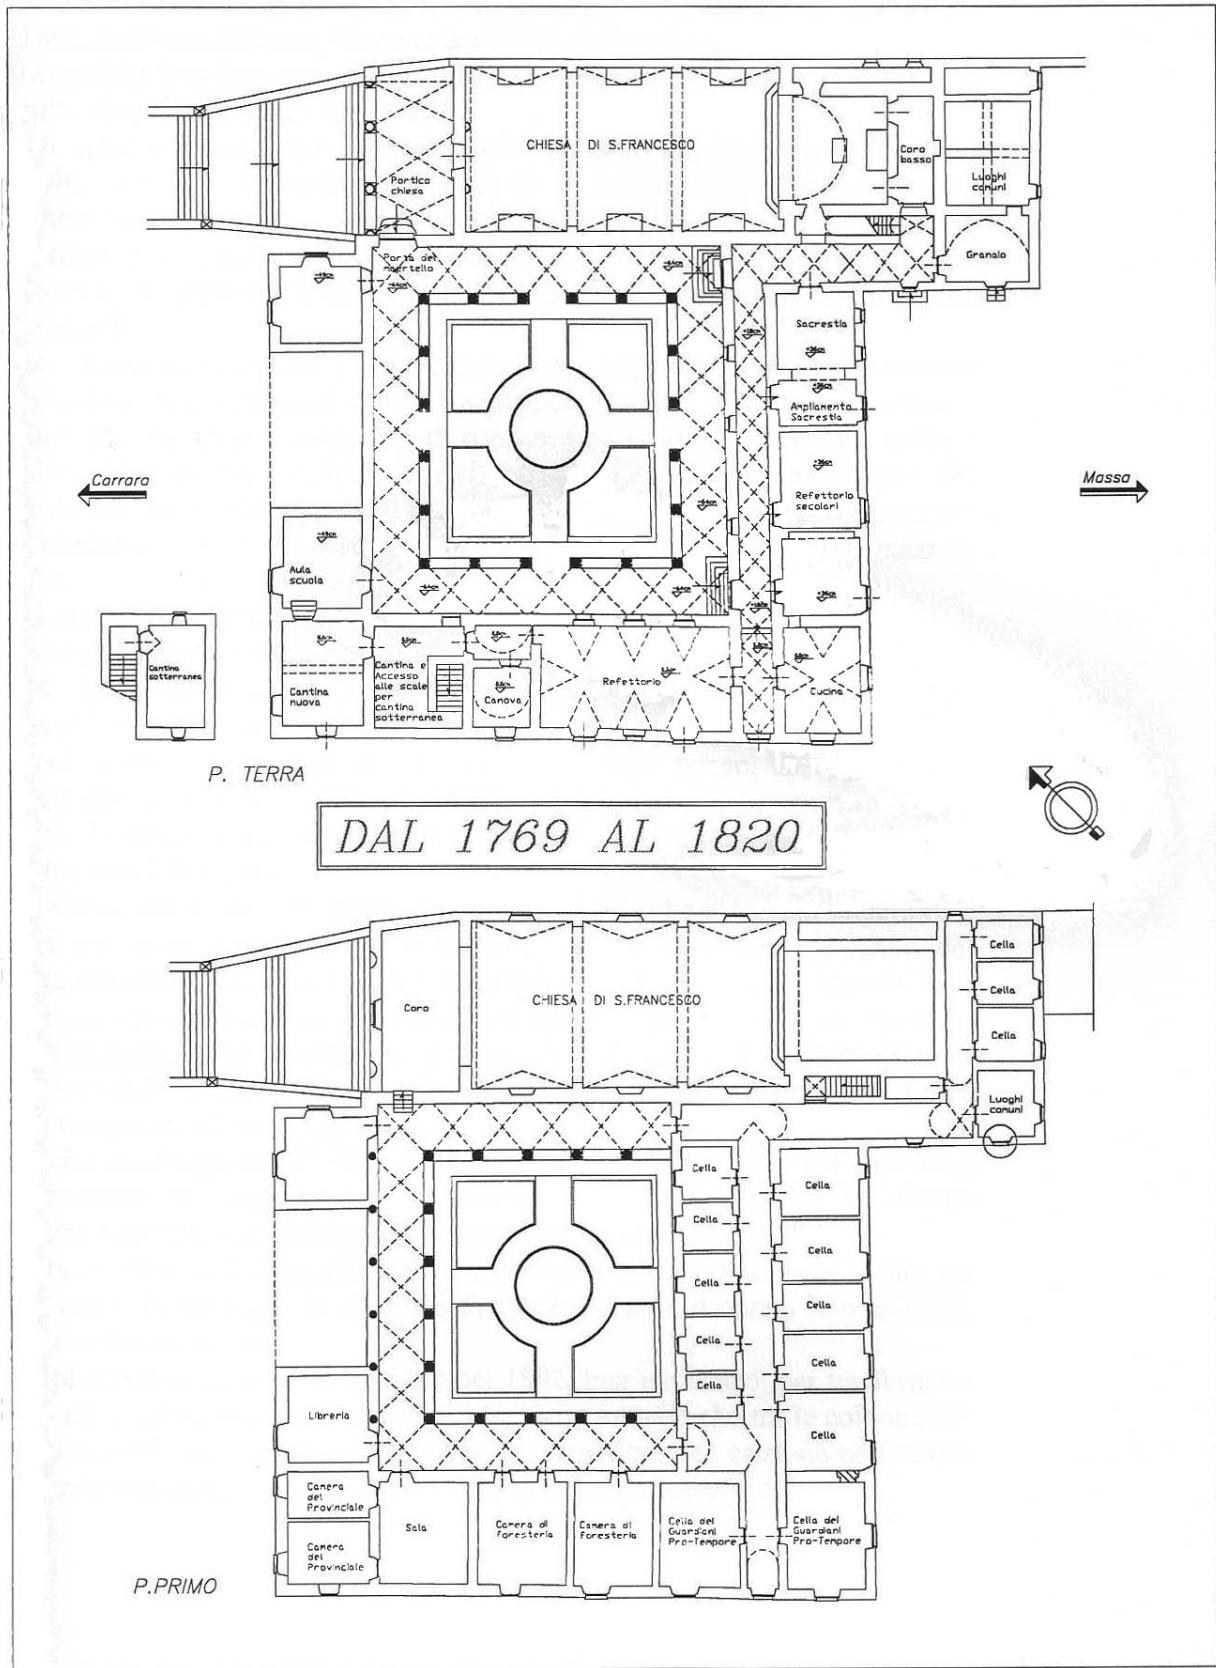 CHIESA DI S.FRANCESCO
Portico
chiesa
Coro
basso
Luoghi
comuni
Porta del
martello
Granaio
Sacrestia
Ampliamento
Sacrestia
Carrara
Massa
Refettorio
secolari
Aula
scuola
Cantina
sotterranea
Cantina
nuova
Cantina e
Accesso
alle scale
per
cantina
sotterranea
Canova
Refettorio
Cucina
P. TERRA
DAL 1769 AL 1820
Coro
CHIESA DI S.FRANCESCO
Cella
Cella
Cella
Luoghi
comuni
Cella
Cella
Cella
Cella
Cella
Cella
Cella
Cella
Cella
Cella
Libreria
Camera
del
Provinciale
Camera
del
Provinciale
Sala
Camera di
Foresteria
Camera di
Foresteria
Cella dei
Guardiani
Pro-Tempore
Cella dei
Guardiani
Pro-Tempore
P.PRIMO